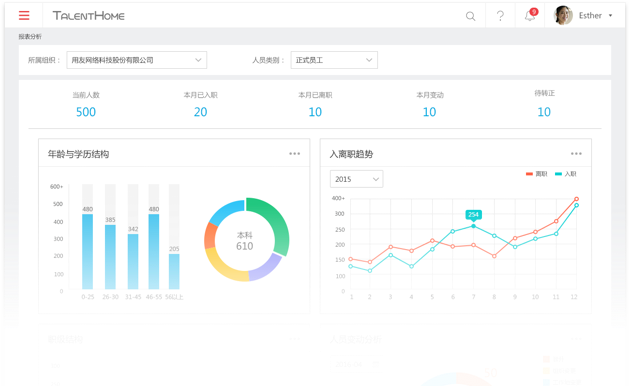 TALENTHOME
9
Esther
报表分析
所属组织： 用友网络科技股份有限公司 人员类别： 正式员工
当前人数 本月已入职 本月已离职 本月变动 待转正
500 20 10 10 10
年龄与学历结构
600+
500
400
300
200
100
0
480 385 342 480 205
0-25 26-30 31-45 46-55 56以上
本科
610
入离职趋势
2015
离职 入职
400+
300
250
200
150
100
0
254
1 2 3 4 5 6 7 8 9 10 11 12